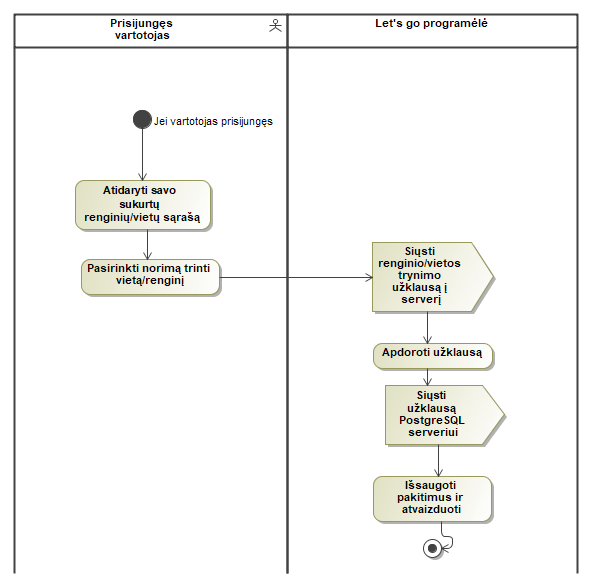 Prisijungęs
vartotojas
Let's go programėlė
Jei vartotojas prisijungęs
Atidaryti savo
sukurtų
renginių/vietų sąrašą
Pasirinkti norimą trinti
vietą/renginį
Siųsti
renginio/vietos
trynimo
užklausą į
serverį
Apdoroti užklausą
Siųsti
užklausą
PostgreSQL
serveriui
Išsaugoti
pakitimus ir
atvaizduoti